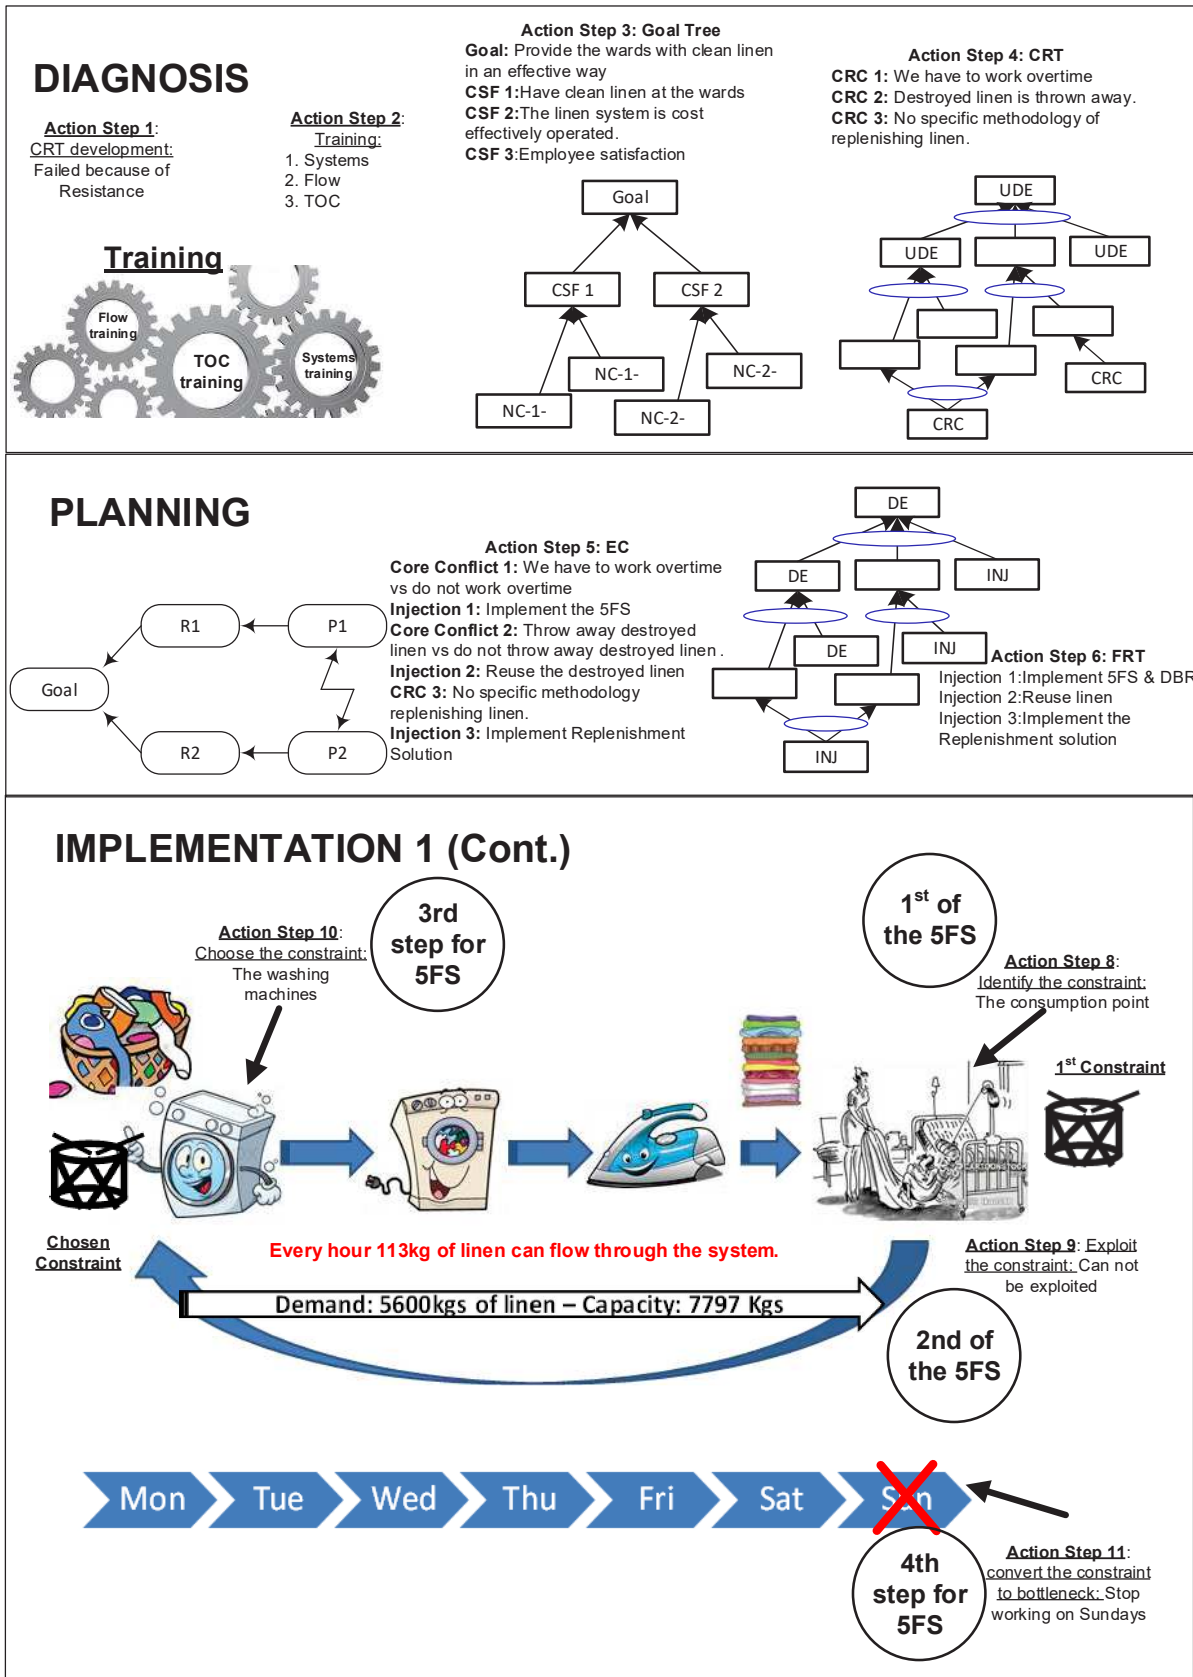 DIAGNOSIS
Action Step 1:
CRT development:
Failed because of
Resistance
Action Step 2:
Training:
1. Systems
2. Flow
3. TOC
Training
Flow
training
TOC
training
Systems
training
Action Step 3: Goal Tree
Goal: Provide the wards with clean linen
in an effective way
CSF 1:Have clean linen at the wards
CSF 2:The linen system is cost
effectively operated.
CSF 3:Employee satisfaction
Goal
CSF 1
CSF 2
NC-1-
NC-2-
NC-1-
NC-2-
Action Step 4: CRT
CRC 1: We have to work overtime
CRC 2: Destroyed linen is thrown away.
CRC 3: No specific methodology of
replenishing linen.
UDE
UDE
UDE
CRC
CRC
PLANNING
Goal
R1
P1
R2
P2
Action Step 5: EC
Core Conflict 1: We have to work overtime
vs do not work overtime
Injection 1: Implement the 5FS
Core Conflict 2: Throw away destroyed
linen vs do not throw away destroyed linen .
Injection 2: Reuse the destroyed linen
CRC 3: No specific methodology
replenishing linen.
Injection 3: Implement Replenishment
Solution
DE
DE
INJ
DE
INJ
INJ
Action Step 6: FRT
Injection 1:Implement 5FS & DBR
Injection 2:Reuse linen
Injection 3:Implement the
Replenishment solution
IMPLEMENTATION 1 (Cont.)
Action Step 10:
Choose the constraint:
The washing
machines
3rd
step for
5FS
1st of
the 5FS
Action Step 8:
Identify the constraint:
The consumption point
1st Constraint
Chosen
Constraint
Every hour 113kg of linen can flow through the system.
Demand: 5600kgs of linen – Capacity: 7797 Kgs
Action Step 9: Exploit
the constraint: Can not
be exploited
2nd of
the 5FS
Mon Tue Wed Thu Fri Sat Sun
4th
step for
5FS
Action Step 11:
convert the constraint
to bottleneck: Stop
working on Sundays